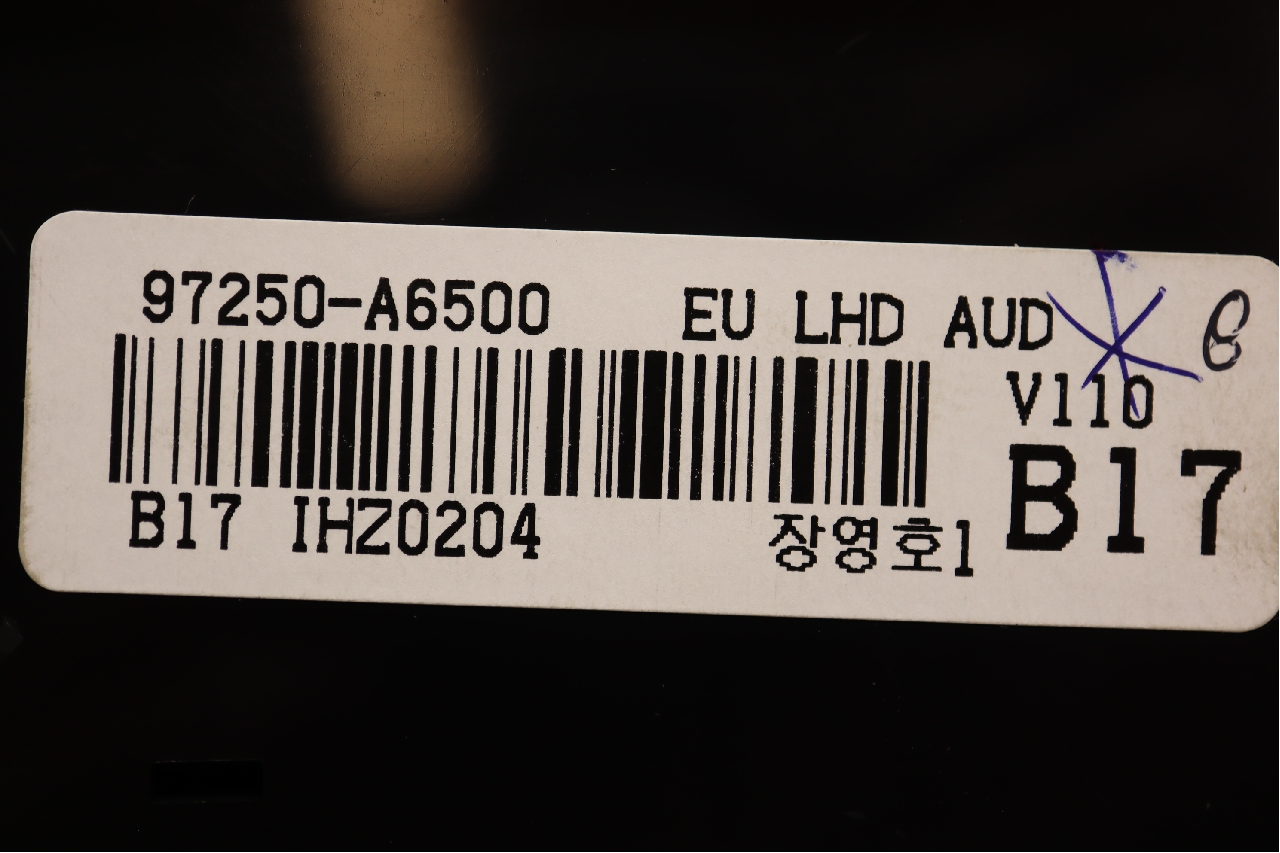 97250-A6500 EU LHD AUD
V110
B17
B17 IHZ0204 장영호1